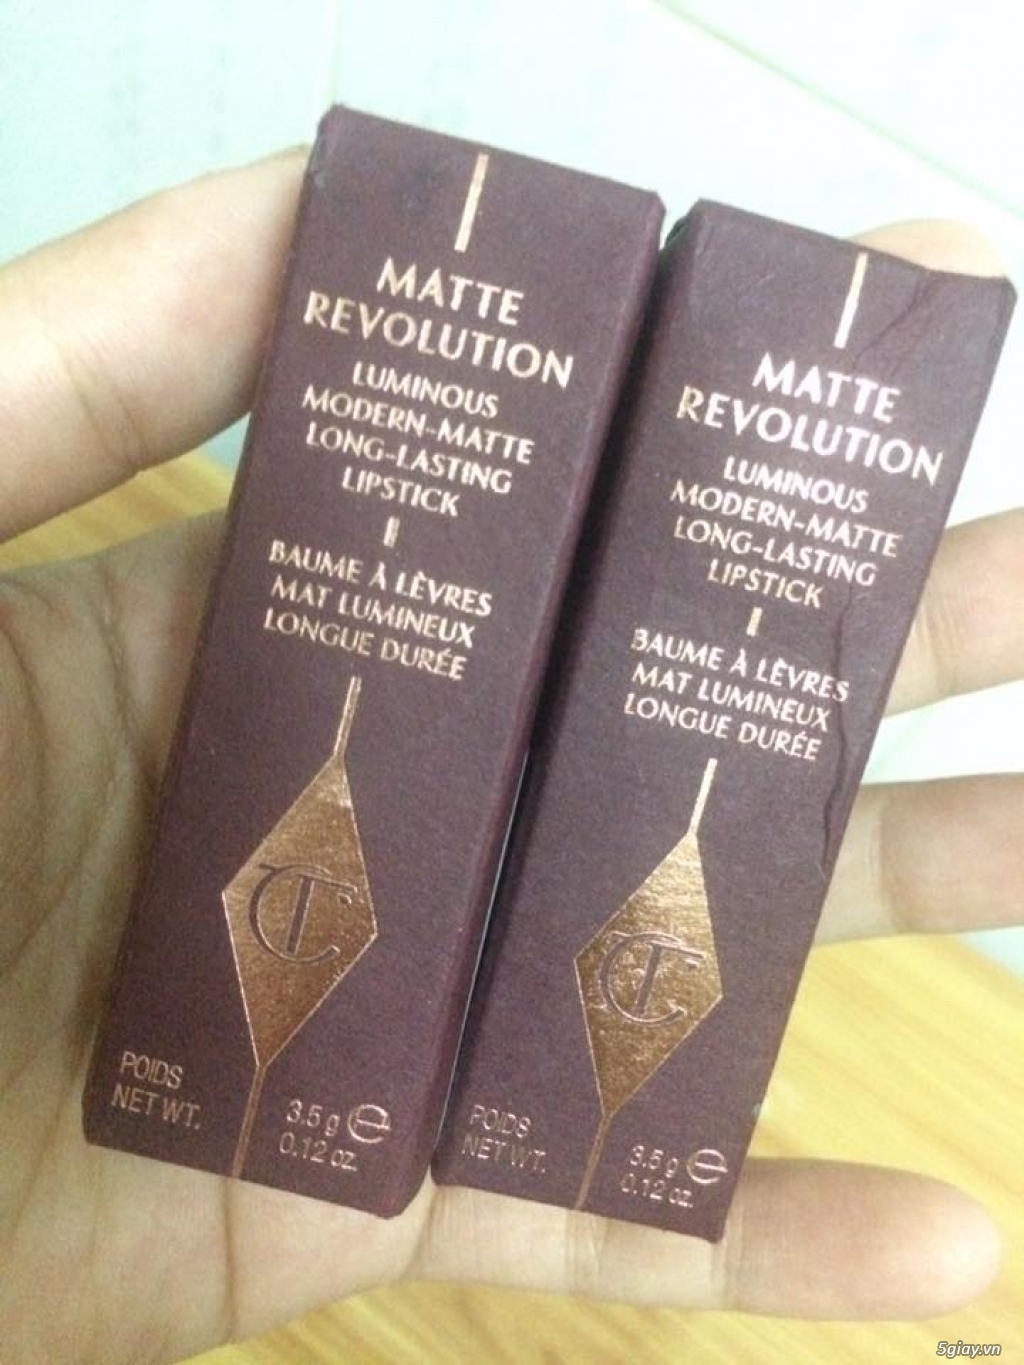 MATTE
REVOLUTION
LUMINOUS
MODERN-MATTE
LONG-LASTING
LIPSTICK
BAUME À LÈVRES
MAT LUMINEUX
LONGUE DURÉE
CT
POIDS
NET WT.
3.5 g ℮
0.12 oz.
MATTE
REVOLUTION
LUMINOUS
MODERN-MATTE
LONG-LASTING
LIPSTICK
BAUME À LÈVRES
MAT LUMINEUX
LONGUE DURÉE
CT
POIDS
NET WT.
3.5 g ℮
0.12 oz.
5giay.vn